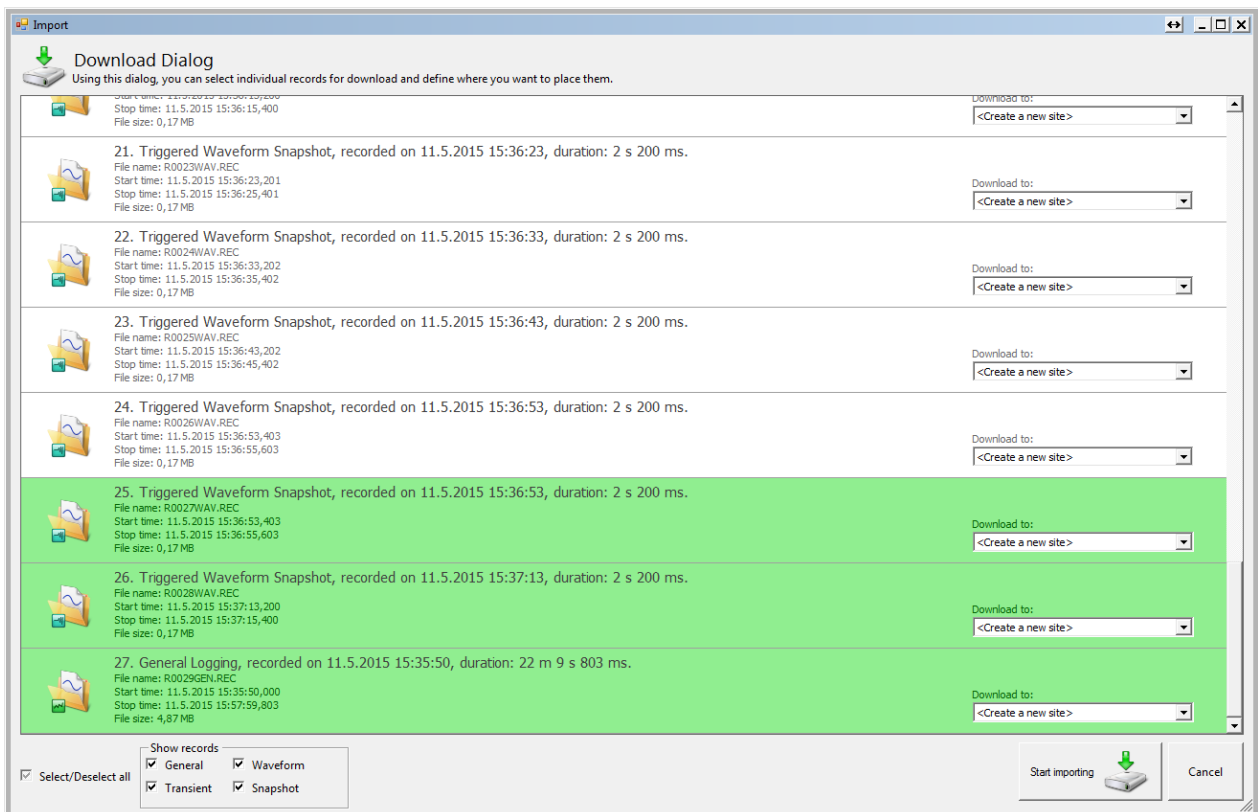 Import
Download Dialog
Using this dialog, you can select individual records for download and define where you want to place them.
Stop time: 11.5.2015 15:36:15,400
File size: 0,17 MB
Download to:
<Create a new site>
21. Triggered Waveform Snapshot, recorded on 11.5.2015 15:36:23, duration: 2 s 200 ms.
File name: R0023WAV.REC
Start time: 11.5.2015 15:36:23,201
Stop time: 11.5.2015 15:36:25,401
File size: 0,17 MB
Download to:
<Create a new site>
22. Triggered Waveform Snapshot, recorded on 11.5.2015 15:36:33, duration: 2 s 200 ms.
File name: R0024WAV.REC
Start time: 11.5.2015 15:36:33,202
Stop time: 11.5.2015 15:36:35,402
File size: 0,17 MB
Download to:
<Create a new site>
23. Triggered Waveform Snapshot, recorded on 11.5.2015 15:36:43, duration: 2 s 200 ms.
File name: R0025WAV.REC
Start time: 11.5.2015 15:36:43,202
Stop time: 11.5.2015 15:36:45,402
File size: 0,17 MB
Download to:
<Create a new site>
24. Triggered Waveform Snapshot, recorded on 11.5.2015 15:36:53, duration: 2 s 200 ms.
File name: R0026WAV.REC
Start time: 11.5.2015 15:36:53,403
Stop time: 11.5.2015 15:36:55,603
File size: 0,17 MB
Download to:
<Create a new site>
25. Triggered Waveform Snapshot, recorded on 11.5.2015 15:36:53, duration: 2 s 200 ms.
File name: R0027WAV.REC
Start time: 11.5.2015 15:36:53,403
Stop time: 11.5.2015 15:36:55,603
File size: 0,17 MB
Download to:
<Create a new site>
26. Triggered Waveform Snapshot, recorded on 11.5.2015 15:37:13, duration: 2 s 200 ms.
File name: R0028WAV.REC
Start time: 11.5.2015 15:37:13,200
Stop time: 11.5.2015 15:37:15,400
File size: 0,17 MB
Download to:
<Create a new site>
27. General Logging, recorded on 11.5.2015 15:35:50, duration: 22 m 9 s 803 ms.
File name: R0029GEN.REC
Start time: 11.5.2015 15:35:50,000
Stop time: 11.5.2015 15:57:59,803
File size: 4,87 MB
Download to:
<Create a new site>
Select/Deselect all
Show records
General
Waveform
Transient
Snapshot
Start importing
Cancel